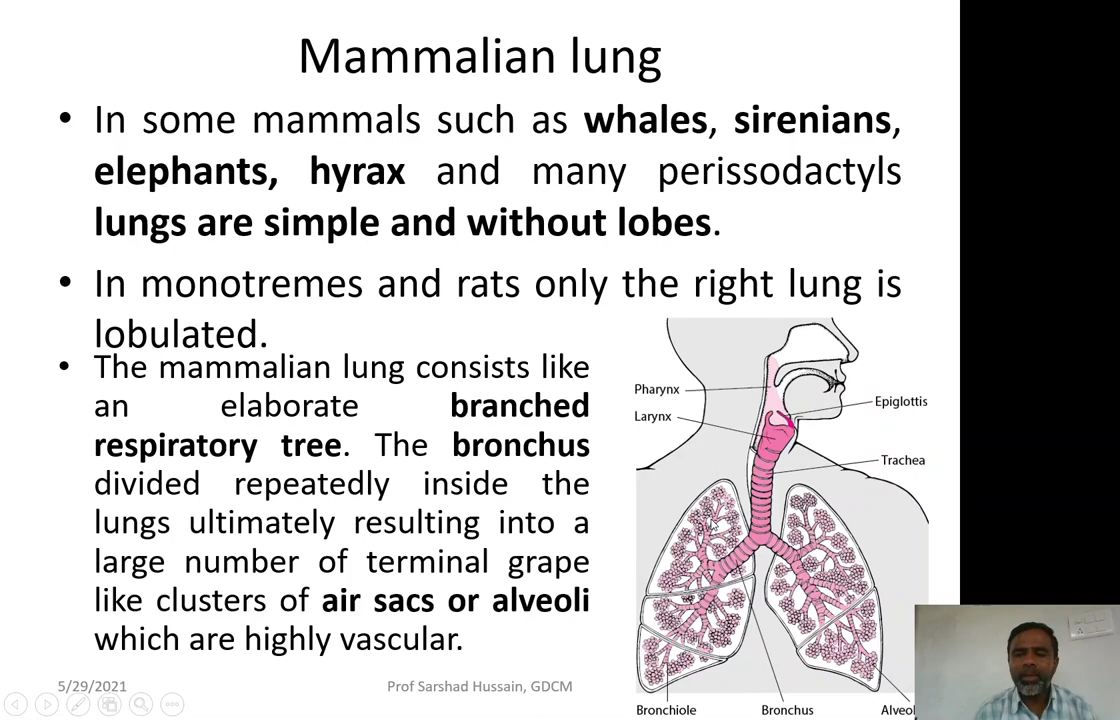 Mammalian lung
• In some mammals such as whales, sirenians,
elephants, hyrax and many perissodactyls
lungs are simple and without lobes.
• In monotremes and rats only the right lung is
lobulated.
• The mammalian lung consists like
an elaborate branched
respiratory tree. The bronchus
divided repeatedly inside the
lungs ultimately resulting into a
large number of terminal grape
like clusters of air sacs or alveoli
which are highly vascular.
Pharynx
Epiglottis
Larynx
Trachea
Bronchiole
Bronchus
Alveol
5/29/2021
Prof Sarshad Hussain, GDCM